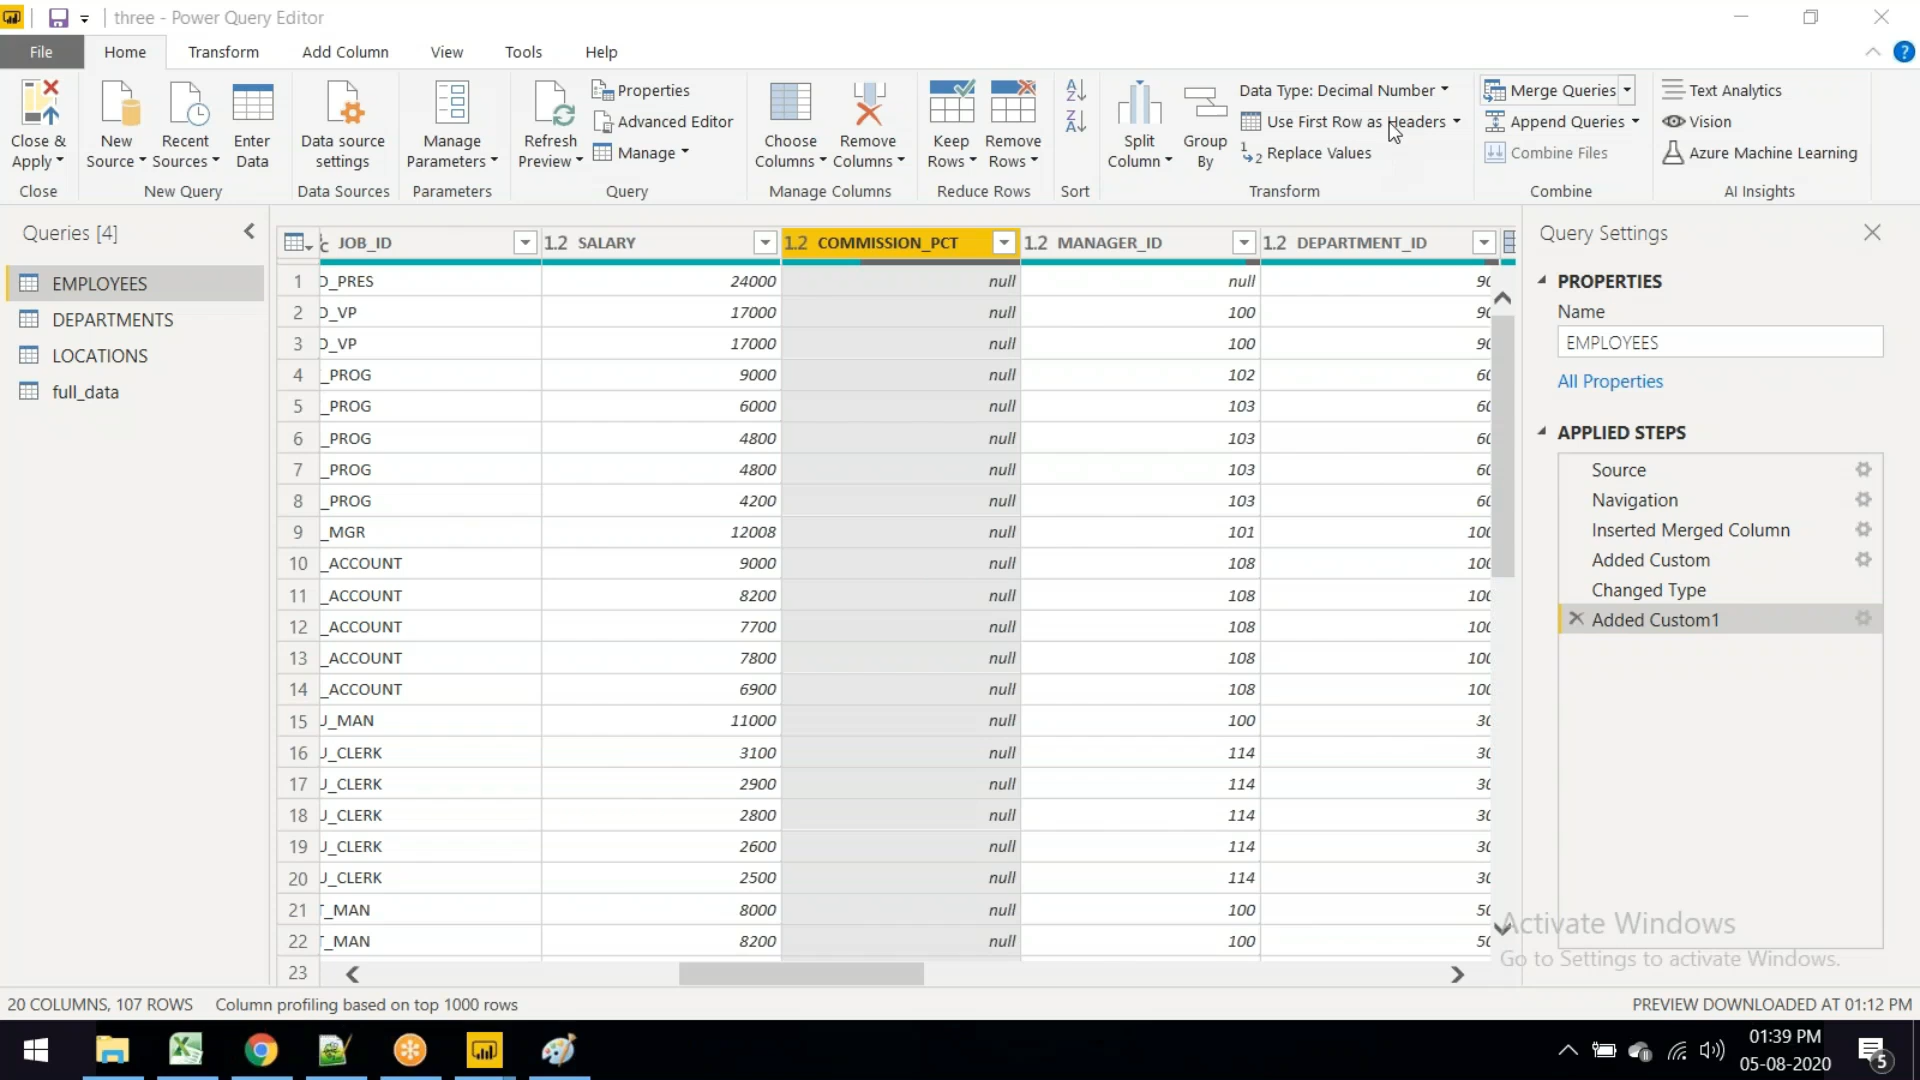 three - Power Query Editor
File Home Transform Add Column View Tools Help
Close & Apply
New Source
Recent Sources
Enter Data
Data source settings
Manage Parameters
Refresh Preview
Properties
Advanced Editor
Manage
Choose Columns
Remove Columns
Keep Rows
Remove Rows
Split Column
Group By
Data Type: Decimal Number
Use First Row as Headers
Replace Values
Merge Queries
Append Queries
Combine Files
Text Analytics
Vision
Azure Machine Learning
Close New Query Data Sources Parameters Query Manage Columns Reduce Rows Sort Transform Combine AI Insights
Queries [4]
EMPLOYEES
DEPARTMENTS
LOCATIONS
full_data
JOB_ID 1.2 SALARY 1.2 COMMISSION_PCT 1.2 MANAGER_ID 1.2 DEPARTMENT_ID
1 D_PRES 24000 null null 90
2 D_VP 17000 null 100 90
3 D_VP 17000 null 100 90
4 _PROG 9000 null 102 60
5 _PROG 6000 null 103 60
6 _PROG 4800 null 103 60
7 _PROG 4800 null 103 60
8 _PROG 4200 null 103 60
9 _MGR 12008 null 101 100
10 _ACCOUNT 9000 null 108 100
11 _ACCOUNT 8200 null 108 100
12 _ACCOUNT 7700 null 108 100
13 _ACCOUNT 7800 null 108 100
14 _ACCOUNT 6900 null 108 100
15 U_MAN 11000 null 100 30
16 U_CLERK 3100 null 114 30
17 U_CLERK 2900 null 114 30
18 U_CLERK 2800 null 114 30
19 U_CLERK 2600 null 114 30
20 U_CLERK 2500 null 114 30
21 T_MAN 8000 null 100 50
22 T_MAN 8200 null 100 50
23
Query Settings
PROPERTIES
Name
EMPLOYEES
All Properties
APPLIED STEPS
Source
Navigation
Inserted Merged Column
Added Custom
Changed Type
Added Custom1
Activate Windows
Go to Settings to activate Windows.
20 COLUMNS, 107 ROWS Column profiling based on top 1000 rows PREVIEW DOWNLOADED AT 01:12 PM
01:39 PM
05-08-2020
5